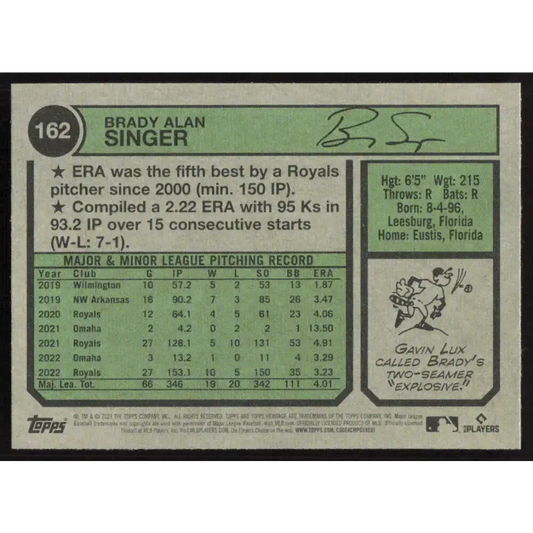 162
BRADY ALAN
SINGER
★ ERA was the fifth best by a Royals
pitcher since 2000 (min. 150 IP).
★ Compiled a 2.22 ERA with 95 Ks in
93.2 IP over 15 consecutive starts
(W-L: 7-1).
Hgt: 6'5" Wgt: 215
Throws: R Bats: R
Born: 8-4-96,
Leesburg, Florida
Home: Eustis, Florida
MAJOR & MINOR LEAGUE PITCHING RECORD
Year Club G IP W L SO BB ERA
2019 Wilmington 10 57.2 5 2 53 13 1.87
2019 NW Arkansas 16 90.2 7 3 85 26 3.47
2020 Royals 12 64.1 4 5 61 23 4.06
2021 Omaha 2 4.2 0 2 2 1 13.50
2021 Royals 27 128.1 5 10 131 53 4.91
2022 Omaha 3 13.2 1 0 11 4 3.29
2022 Royals 27 153.1 10 5 150 35 3.23
Maj. Lea. Tot. 66 346 19 20 342 111 4.01
GAVIN LUX
CALLED BRADY'S
TWO-SEAMER
"EXPLOSIVE."
Topps
PLAYERS